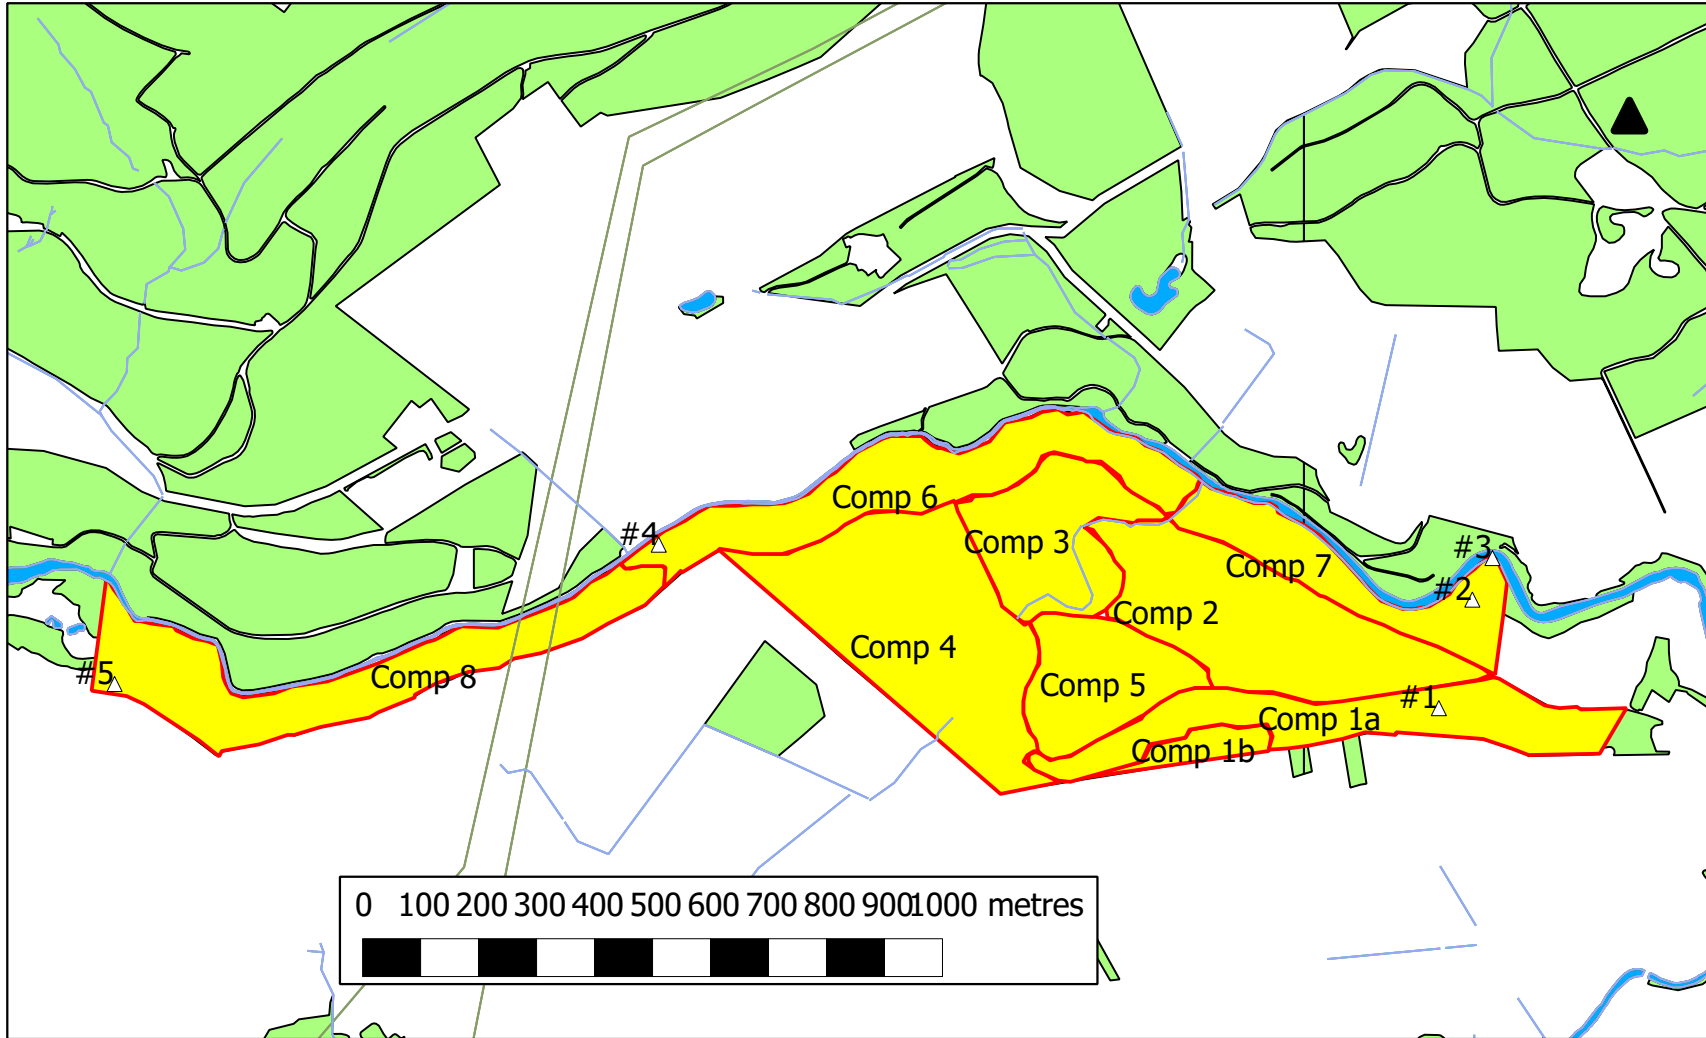 Comp 6
#4
Comp 3
#3
Comp 7
#2
Comp 2
Comp 4
#5
Comp 8
Comp 5
#1
Comp 1a
Comp 1b
0 100 200 300 400 500 600 700 800 900 1000 metres